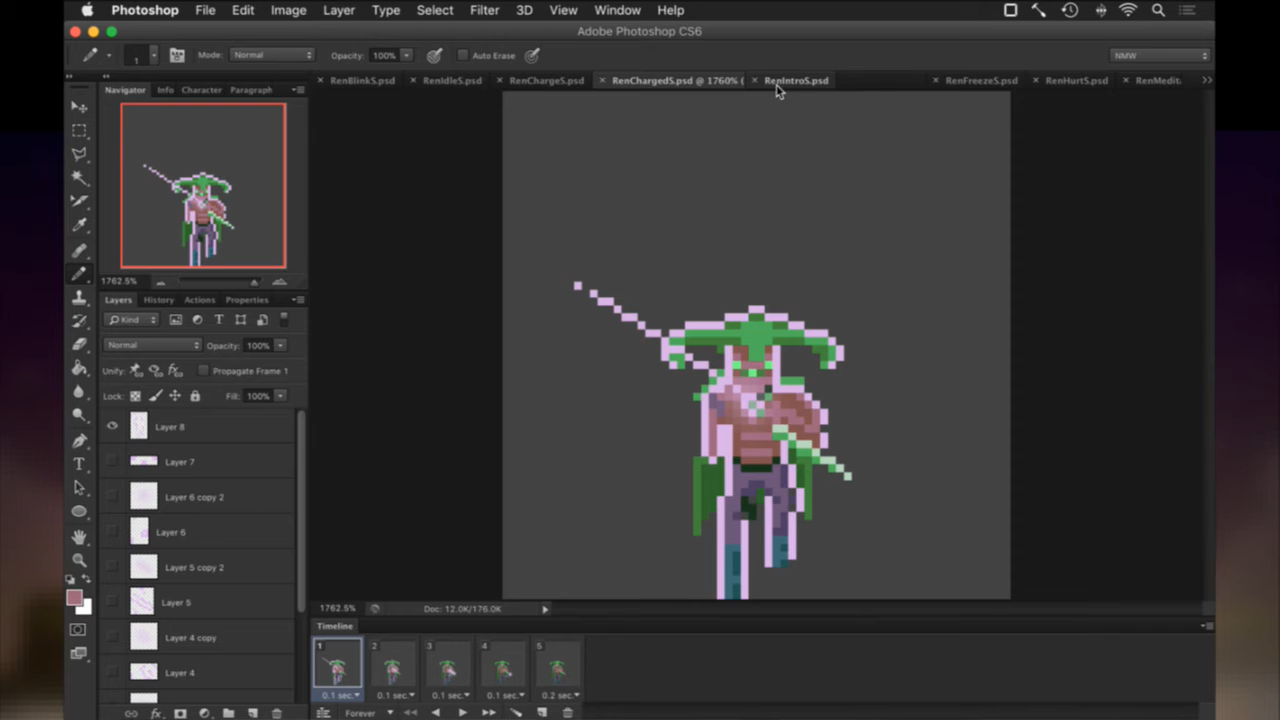 Photoshop File Edit Image Layer Type Select Filter 3D View Window Help
Adobe Photoshop CS6
1 Mode: Normal Opacity: 100% Auto Erase NMW
Navigator Info Character Paragraph
× RenBlinkS.psd × RenIdleS.psd × RenChargeS.psd × RenChargedS.psd @ 1760% ( × RenIntroS.psd × RenFreezeS.psd × RenHurtS.psd × RenMedit
1762.5%
Layers History Actions Properties
Kind
Normal Opacity: 100%
Unify: Propagate Frame 1
Lock: Fill: 100%
Layer 8
Layer 7
Layer 6 copy 2
Layer 6
Layer 5 copy 2
Layer 5
Layer 4 copy
Layer 4
1762.5% Doc: 12.0K/176.0K
Timeline
1 2 3 4 5
0.1 sec. 0.1 sec. 0.1 sec. 0.1 sec. 0.2 sec.
Forever